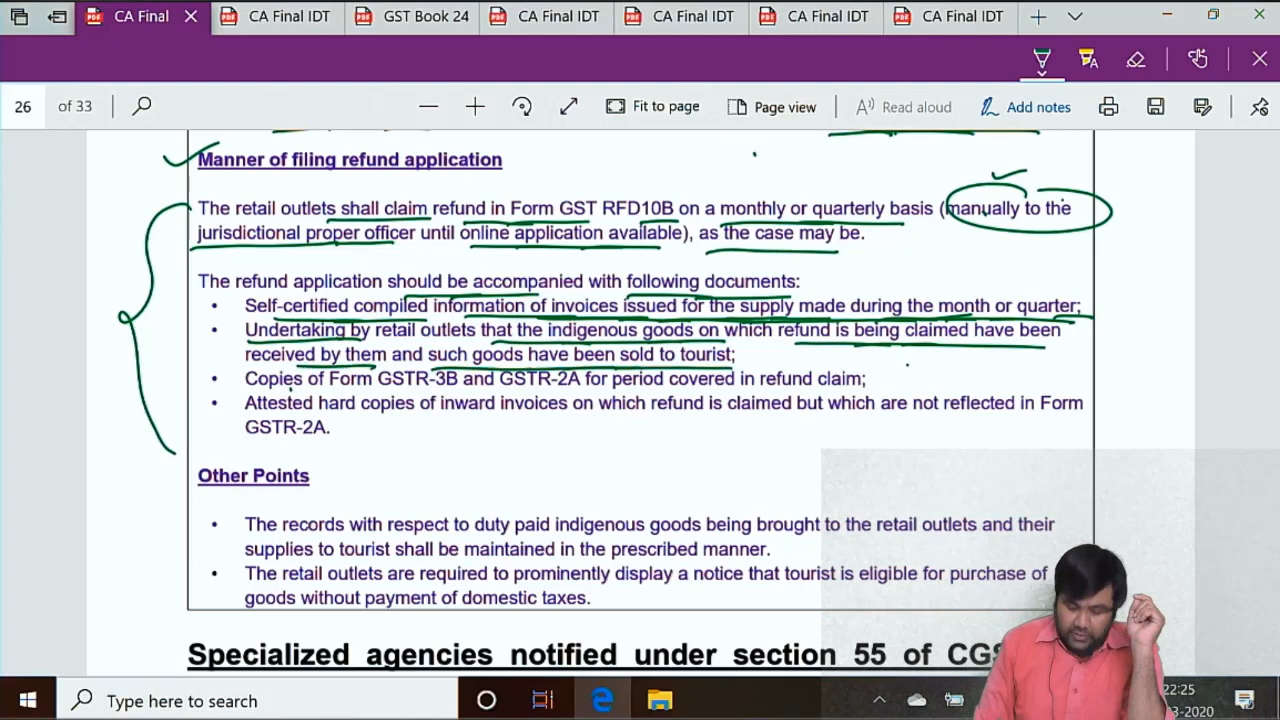 CA Final
CA Final IDT
GST Book 24
CA Final IDT
CA Final IDT
CA Final IDT
CA Final IDT
26 of 33
Fit to page
Page view
Read aloud
Add notes
Manner of filing refund application
The retail outlets shall claim refund in Form GST RFD10B on a monthly or quarterly basis (manually to the
jurisdictional proper officer until online application available), as the case may be.
The refund application should be accompanied with following documents:
• Self-certified compiled information of invoices issued for the supply made during the month or quarter;
• Undertaking by retail outlets that the indigenous goods on which refund is being claimed have been
received by them and such goods have been sold to tourist;
• Copies of Form GSTR-3B and GSTR-2A for period covered in refund claim;
• Attested hard copies of inward invoices on which refund is claimed but which are not reflected in Form
GSTR-2A.
Other Points
• The records with respect to duty paid indigenous goods being brought to the retail outlets and their
supplies to tourist shall be maintained in the prescribed manner.
• The retail outlets are required to prominently display a notice that tourist is eligible for purchase of
goods without payment of domestic taxes.
Specialized agencies notified under section 55 of
Type here to search
22:25